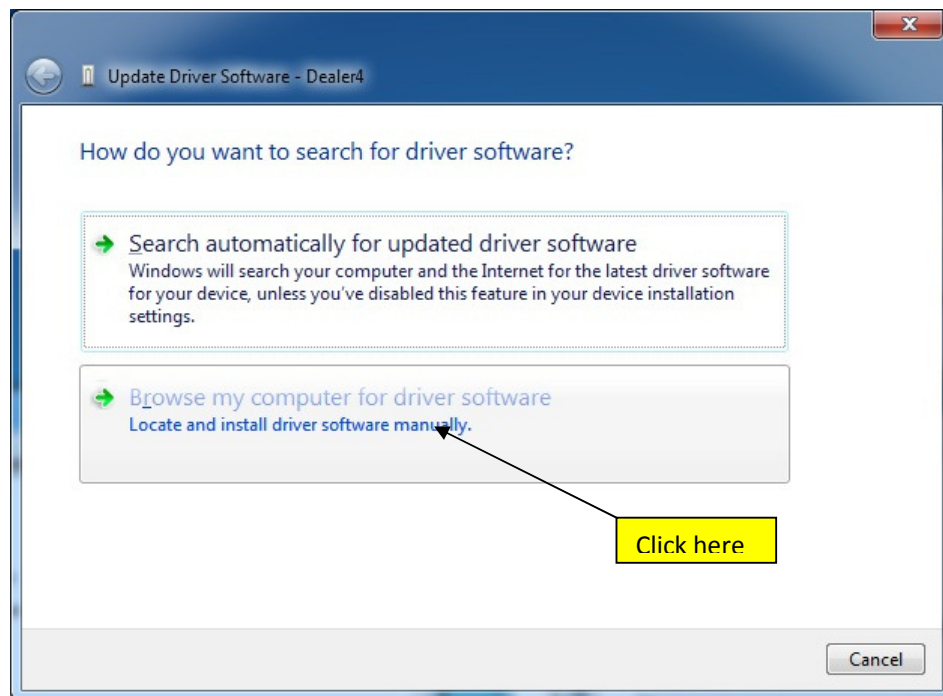 Update Driver Software - Dealer4
How do you want to search for driver software?
Search automatically for updated driver software
Windows will search your computer and the Internet for the latest driver software
for your device, unless you've disabled this feature in your device installation
settings.
Browse my computer for driver software
Locate and install driver software manually.
Click here
Cancel